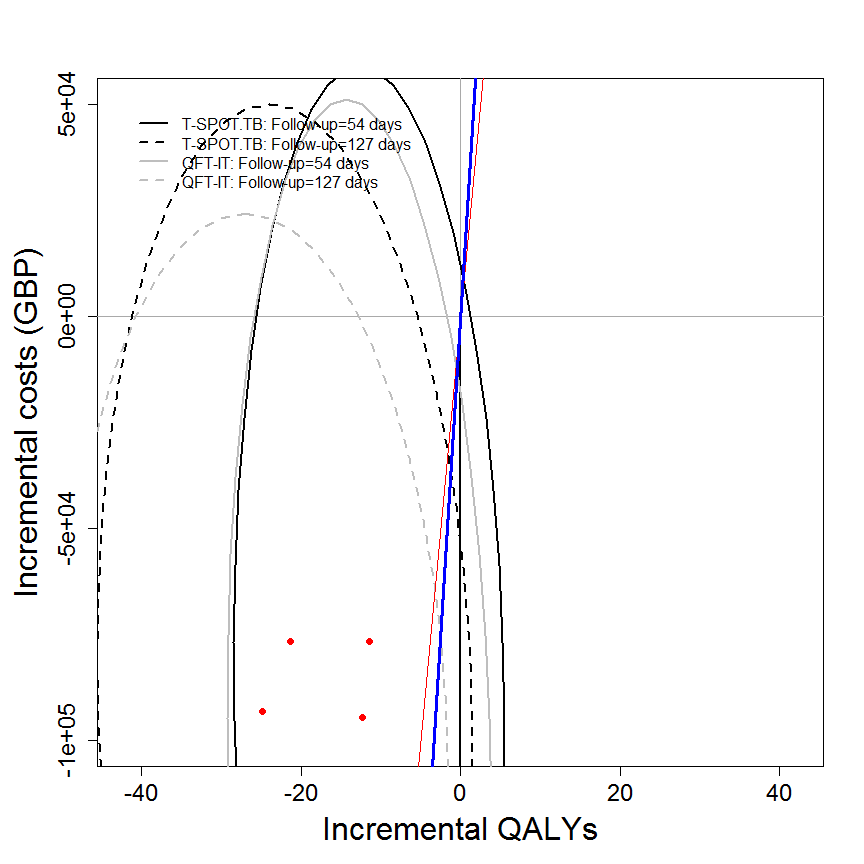 T-SPOT.TB: Follow-up=54 days
T-SPOT.TB: Follow-up=127 days
QFT-IT: Follow-up=54 days
QFT-IT: Follow-up=127 days
Incremental costs (GBP)
5e+04
0e+00
-5e+04
-1e+05
-40 -20 0 20 40
Incremental QALYs